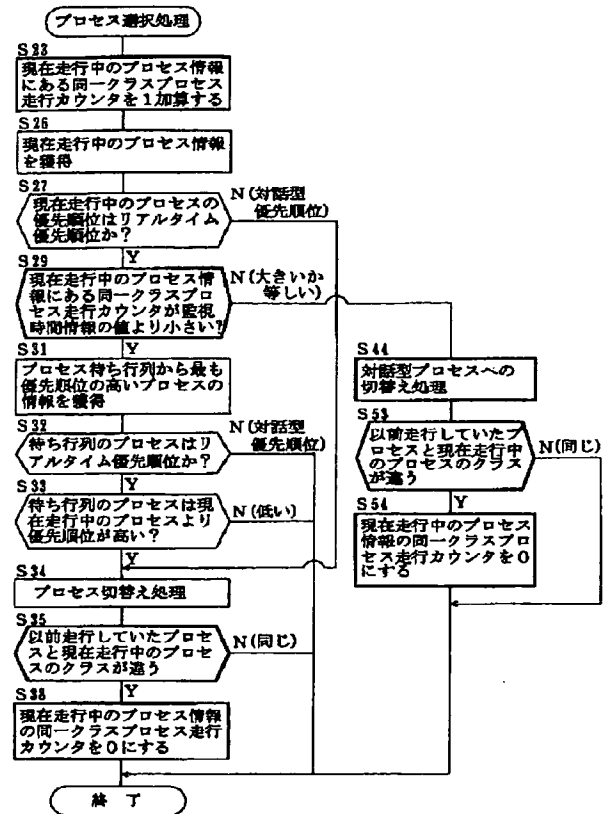 プロセス選択処理
S23
現在走行中のプロセス情報
にある同一クラスプロセス
走行カウンタを1加算する
S26
現在走行中のプロセス情報
を獲得
S27
現在走行中のプロセスの
優先順位はリアルタイム
優先順位か?
N(対話型
優先順位)
Y
S29
現在走行中のプロセス情
報にある同一クラスプロ
セス走行カウンタが監視
時間情報の値より小さい?
N(大きいか
等しい)
Y
S31
プロセス待ち行列から最も
優先順位の高いプロセスの
情報を獲得
S32
待ち行列のプロセスはリ
アルタイム優先順位か?
N(対話型
優先順位)
Y
S33
待ち行列のプロセスは現
在走行中のプロセスより
優先順位が高い?
N(低い)
Y
S34
プロセス切替え処理
S35
以前走行していたプロセ
スと現在走行中のプロセ
スのクラスが違う
N(同じ)
Y
S38
現在走行中のプロセス情報
の同一クラスプロセス走行
カウンタを0にする
終了
S44
対話型プロセスへの
切替え処理
S53
以前走行していたプ
ロセスと現在走行中
のプロセスのクラス
が違う
N(同じ)
Y
S54
現在走行中のプロセス
情報の同一クラスプロ
セス走行カウンタを0
にする